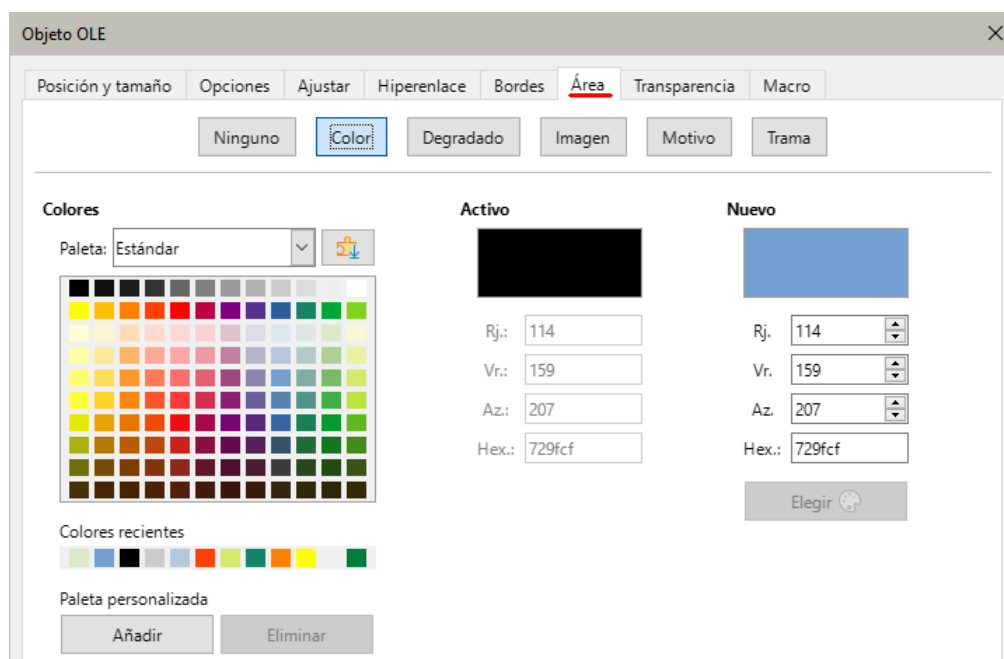 Objeto OLE
Posición y tamaño Opciones Ajustar Hiperenlace Bordes Área Transparencia Macro
Ninguno Color Degradado Imagen Motivo Trama
Colores Activo Nuevo
Paleta: Estándar
Rj.: 114 Rj. 114
Vr.: 159 Vr. 159
Az.: 207 Az. 207
Hex.: 729fcf Hex.: 729fcf
Elegir
Colores recientes
Paleta personalizada
Añadir Eliminar